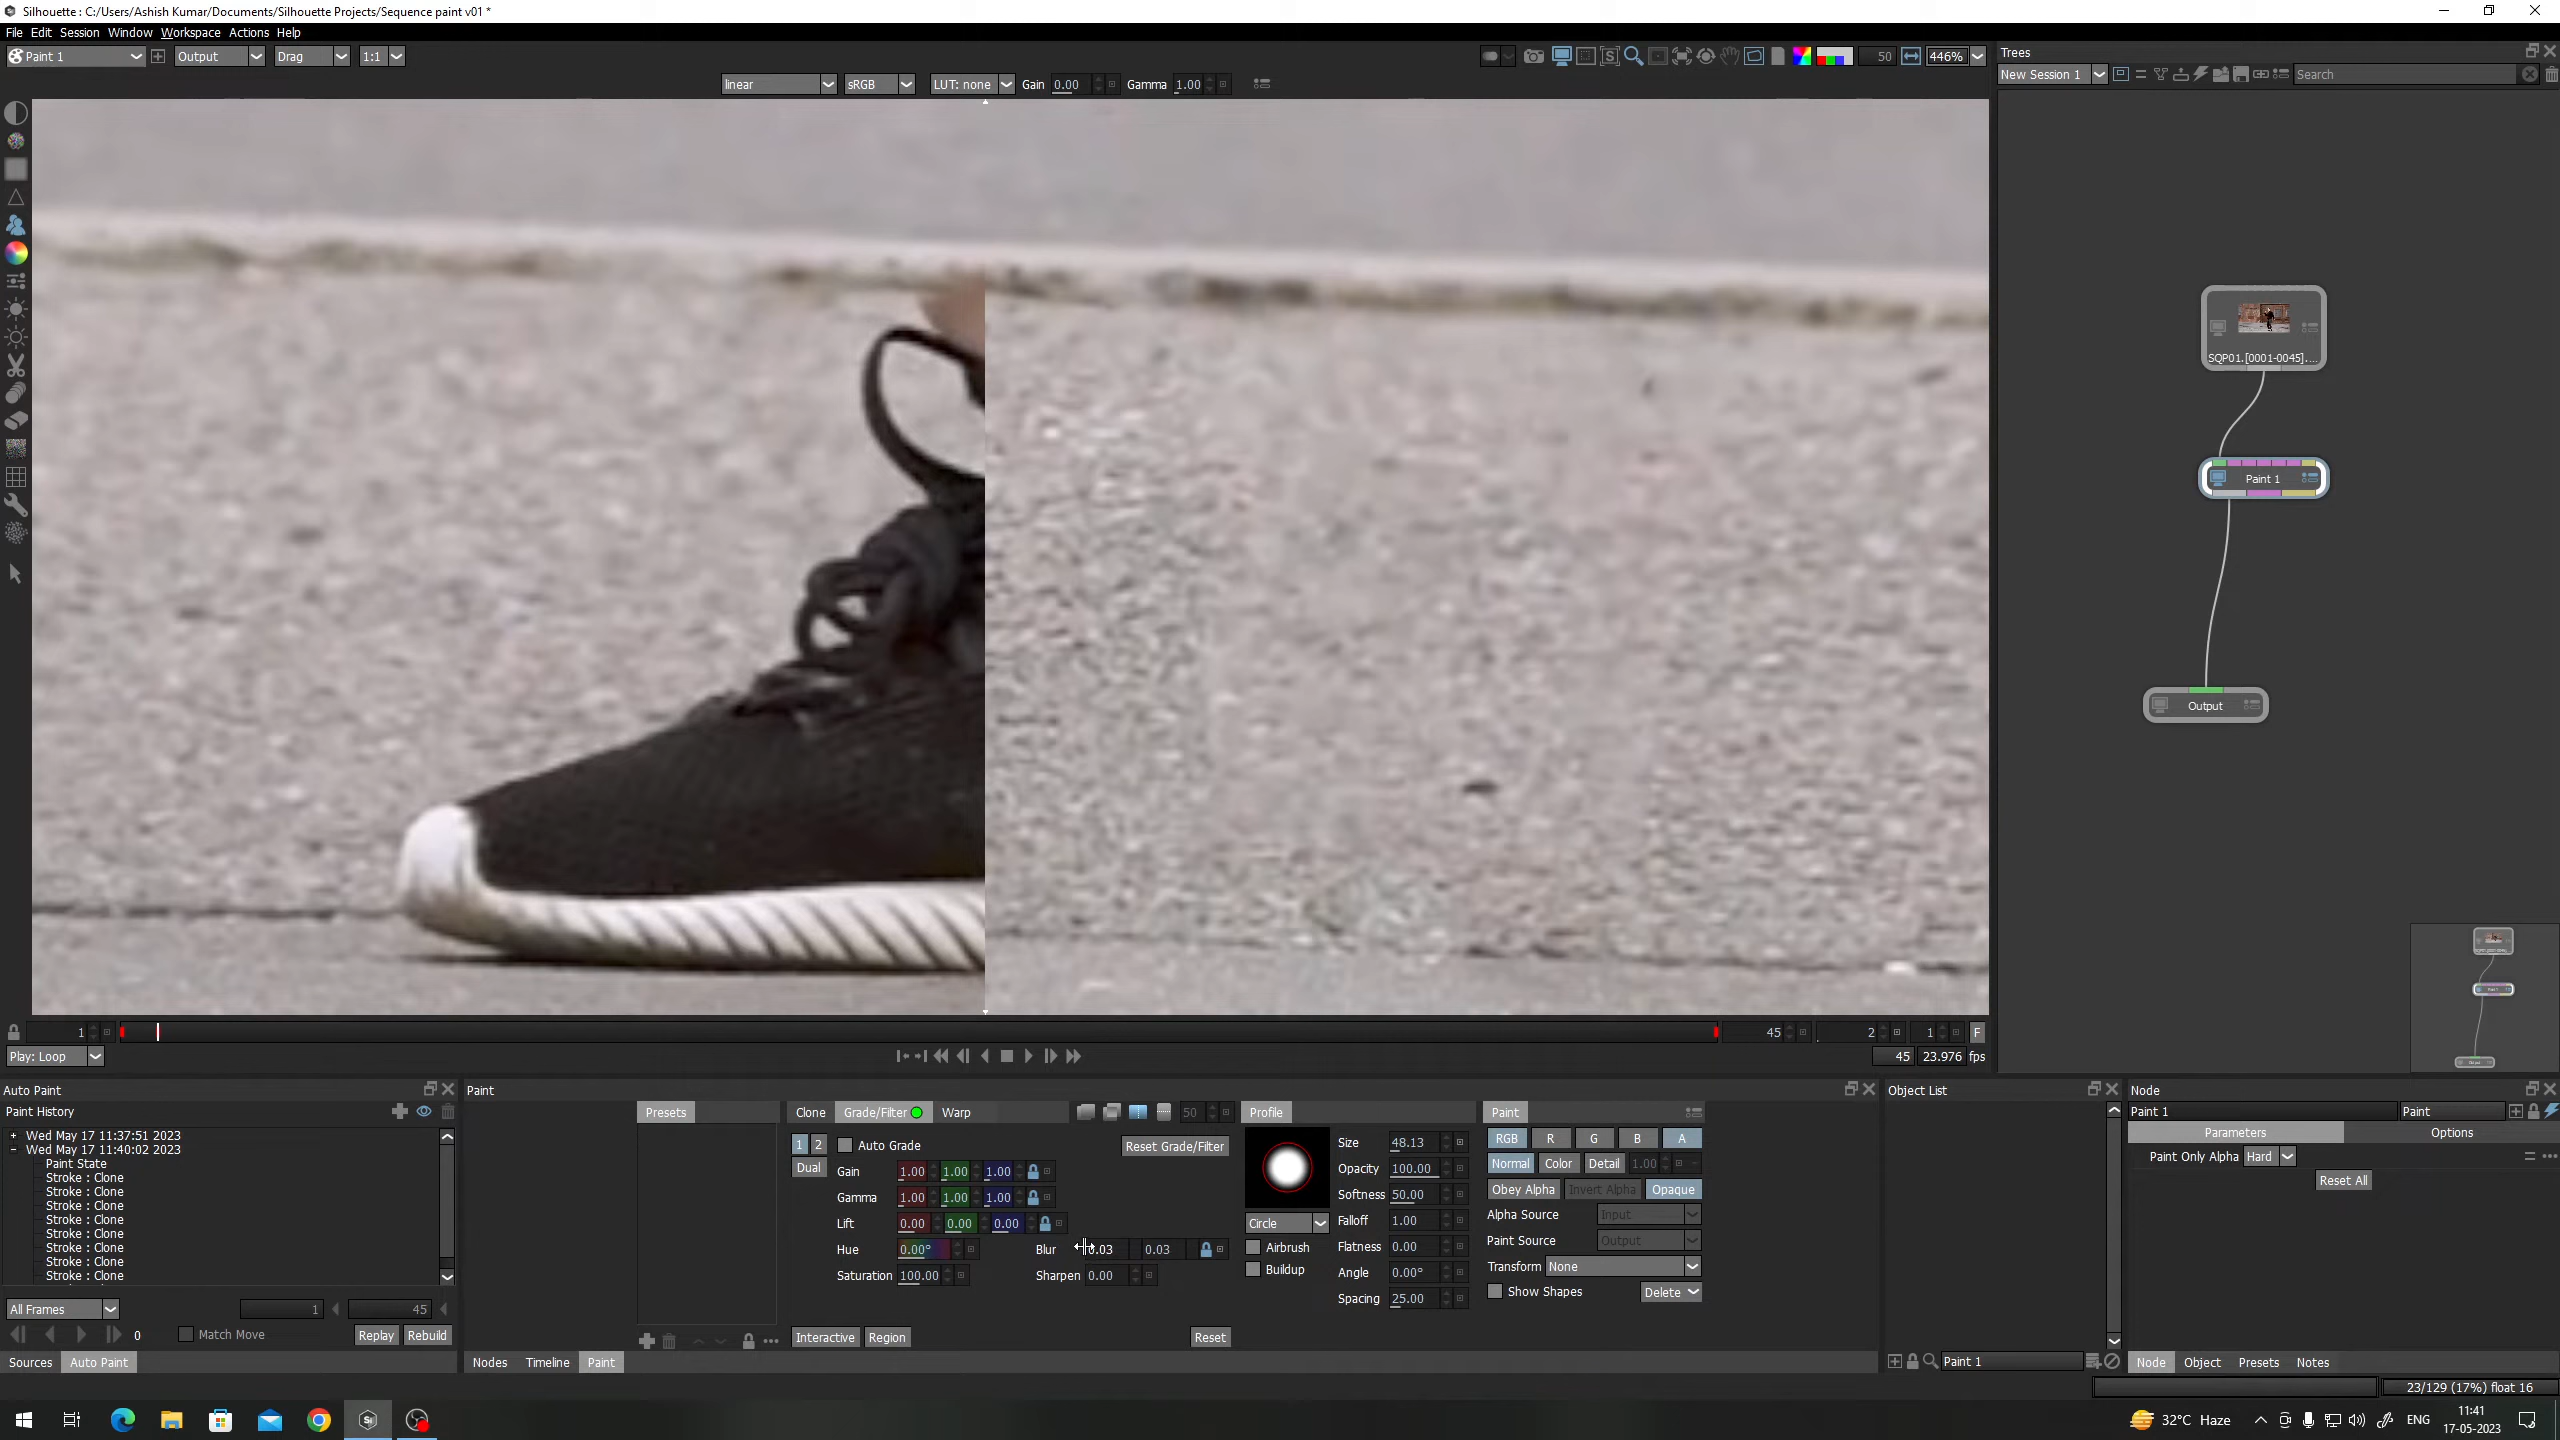 Silhouette : C:/Users/Ashish Kumar/Documents/Silhouette Projects/Sequence paint v01 *
File Edit Session Window Workspace Actions Help
Paint 1 Output Drag 1:1 50 446%
linear sRGB LUT: none Gain 0.00 Gamma 1.00
Trees
New Session 1 Search
SQP01.[0001-0045]....
Paint 1
Output
1 45 2 1 F
Play: Loop 45 23.976 fps
Auto Paint
Paint History
Wed May 17 11:37:51 2023
Wed May 17 11:40:02 2023
Paint State
Stroke : Clone
Stroke : Clone
Stroke : Clone
Stroke : Clone
Stroke : Clone
Stroke : Clone
Stroke : Clone
Stroke : Clone
All Frames 1 45
0 Match Move Replay Rebuild
Sources Auto Paint
Paint
Presets
Clone Grade/Filter Warp 50
1 2 Auto Grade Reset Grade/Filter
Dual
Gain 1.00 1.00 1.00
Gamma 1.00 1.00 1.00
Lift 0.00 0.00 0.00
Hue 0.00° Blur 0.03 0.03
Saturation 100.00 Sharpen 0.00
Interactive Region Reset
Nodes Timeline Paint
Profile
Circle
Airbrush
Buildup
Size 48.13
Opacity 100.00
Softness 50.00
Falloff 1.00
Flatness 0.00
Angle 0.00°
Spacing 25.00
Paint
RGB R G B A
Normal Color Detail 1.00
Obey Alpha Invert Alpha Opaque
Alpha Source Input
Paint Source Output
Transform None
Show Shapes Delete
Object List
Paint 1
Node
Paint 1 Paint
Parameters Options
Paint Only Alpha Hard
Reset All
Node Object Presets Notes
23/129 (17%) float 16
32°C Haze ENG 11:41
17-05-2023